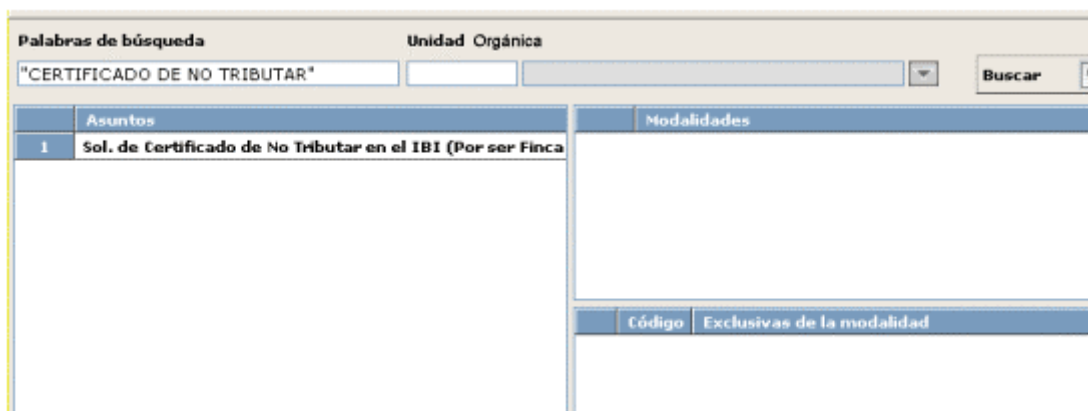 Palabras de búsqueda Unidad Orgánica
"CERTIFICADO DE NO TRIBUTAR"
Buscar
Asuntos
1 Sol. de Certificado de No Tributar en el IBI (Por ser Finca
Modalidades
Código Exclusivas de la modalidad